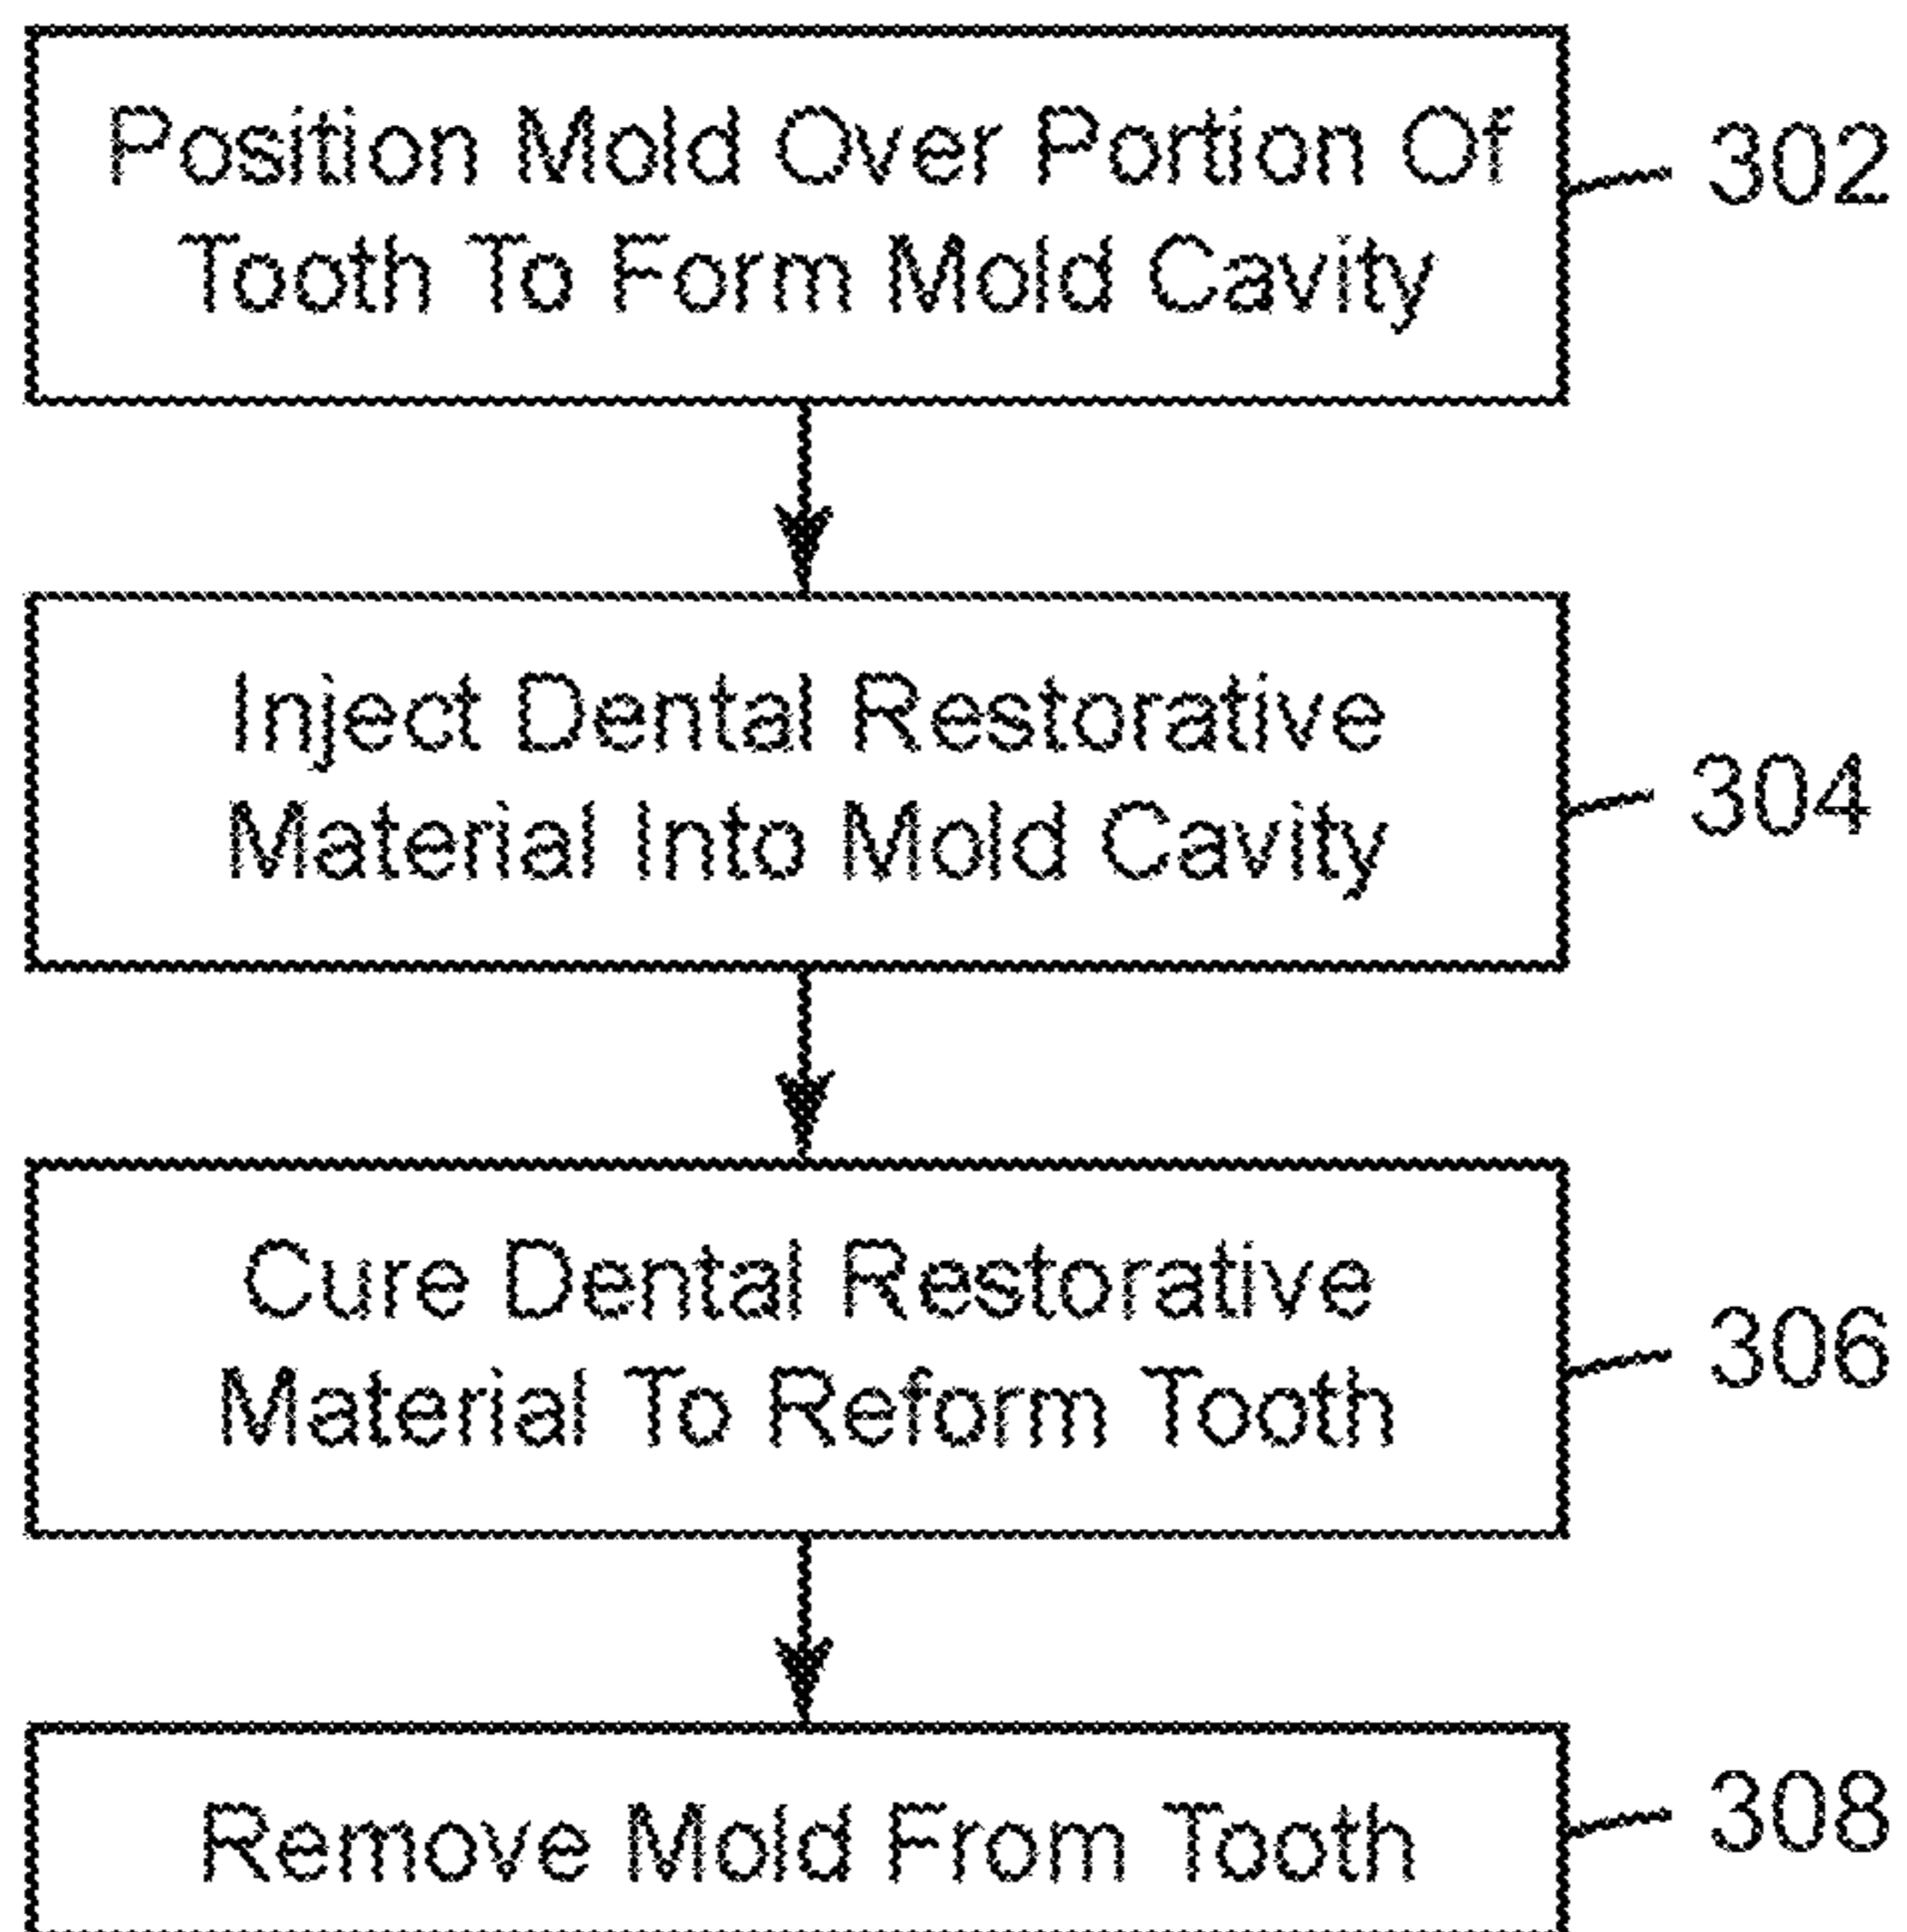 Position Mold Over Portion Of
Tooth To Form Mold Cavity
302
Inject Dental Restorative
Material Into Mold Cavity
304
Cure Dental Restorative
Material To Reform Tooth
306
Remove Mold From Tooth
308